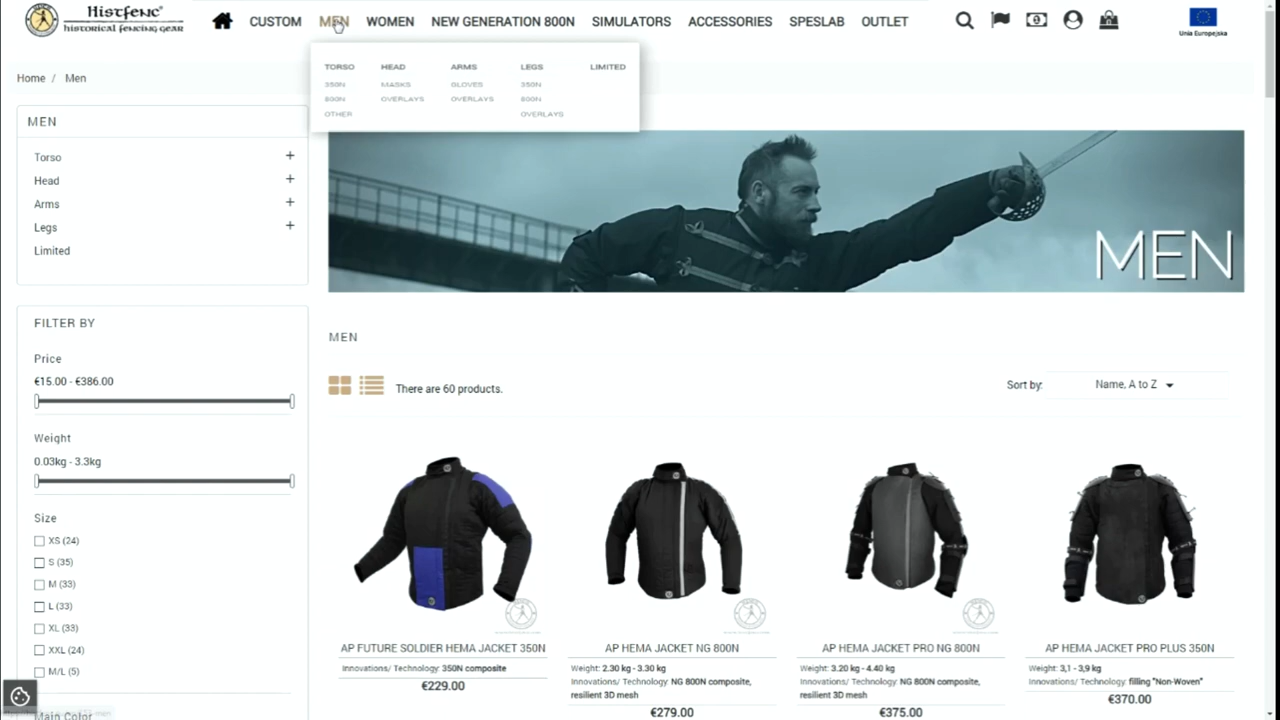 Histfenc
historical fencing gear
CUSTOM MEN WOMEN NEW GENERATION 800N SIMULATORS ACCESSORIES SPESLAB OUTLET
Unia Europejska
TORSO HEAD ARMS LEGS LIMITED
350N MASKS GLOVES 350N
800N OVERLAYS OVERLAYS 800N
OTHER OVERLAYS
Home / Men
MEN
Torso +
Head +
Arms +
Legs +
Limited
MEN
FILTER BY
Price
€15.00 - €386.00
Weight
0.03kg - 3.3kg
Size
XS (24)
S (35)
M (33)
L (33)
XL (33)
XXL (24)
M/L (5)
Main Color
MEN
There are 60 products.
Sort by: Name, A to Z
AP FUTURE SOLDIER HEMA JACKET 350N
Innovations/ Technology: 350N composite
€229.00
AP HEMA JACKET NG 800N
Weight: 2.30 kg - 3.30 kg
Innovations/ Technology: NG 800N composite,
resilient 3D mesh
€279.00
AP HEMA JACKET PRO NG 800N
Weight: 3.20 kg - 4.40 kg
Innovations/ Technology: NG 800N composite,
resilient 3D mesh
€375.00
AP HEMA JACKET PRO PLUS 350N
Weight: 3,1 - 3,9 kg
Innovations/ Technology: filling "Non-Woven"
€370.00